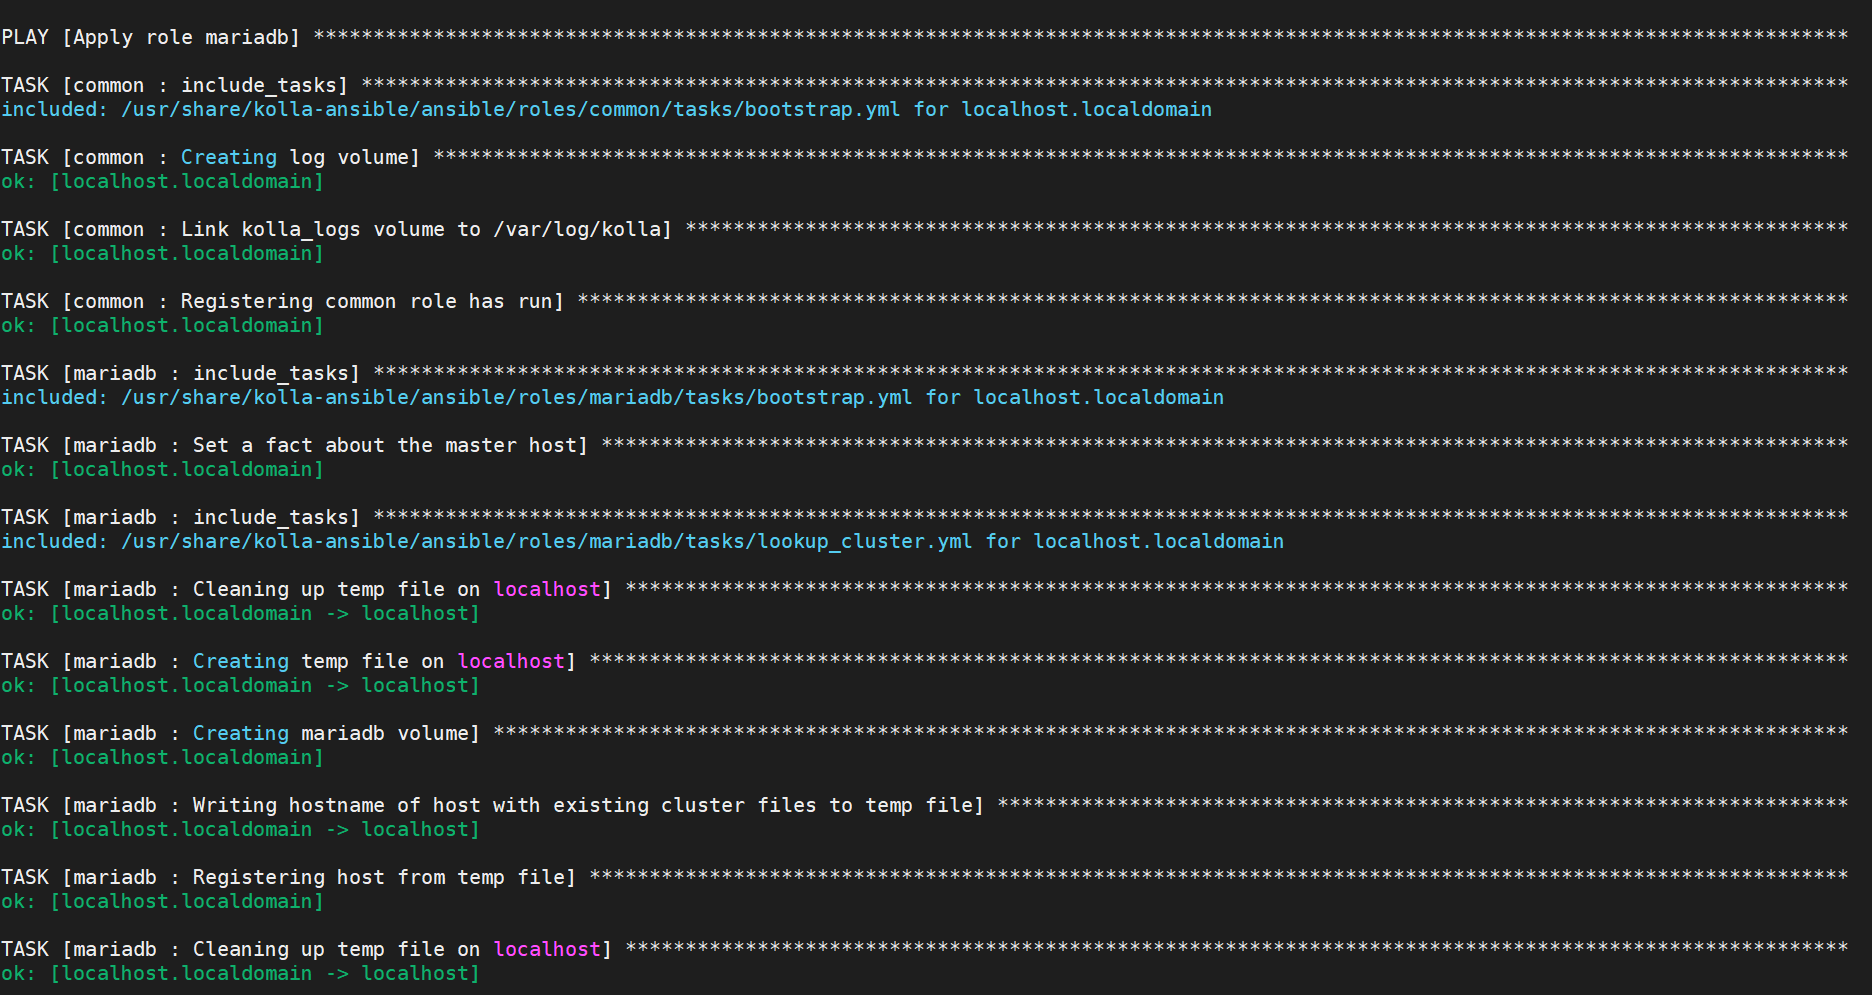 PLAY [Apply role mariadb] ********************************************************************************************************************************
TASK [common : include_tasks] ****************************************************************************************************************************
included: /usr/share/kolla-ansible/ansible/roles/common/tasks/bootstrap.yml for localhost.localdomain
TASK [common : Creating log volume] **********************************************************************************************************************
ok: [localhost.localdomain]
TASK [common : Link kolla_logs volume to /var/log/kolla] *************************************************************************************************
ok: [localhost.localdomain]
TASK [common : Registering common role has run] **********************************************************************************************************
ok: [localhost.localdomain]
TASK [mariadb : include_tasks] ***************************************************************************************************************************
included: /usr/share/kolla-ansible/ansible/roles/mariadb/tasks/bootstrap.yml for localhost.localdomain
TASK [mariadb : Set a fact about the master host] ********************************************************************************************************
ok: [localhost.localdomain]
TASK [mariadb : include_tasks] ***************************************************************************************************************************
included: /usr/share/kolla-ansible/ansible/roles/mariadb/tasks/lookup_cluster.yml for localhost.localdomain
TASK [mariadb : Cleaning up temp file on localhost] ******************************************************************************************************
ok: [localhost.localdomain -> localhost]
TASK [mariadb : Creating temp file on localhost] *********************************************************************************************************
ok: [localhost.localdomain -> localhost]
TASK [mariadb : Creating mariadb volume] *****************************************************************************************************************
ok: [localhost.localdomain]
TASK [mariadb : Writing hostname of host with existing cluster files to temp file] ***********************************************************************
ok: [localhost.localdomain -> localhost]
TASK [mariadb : Registering host from temp file] *********************************************************************************************************
ok: [localhost.localdomain]
TASK [mariadb : Cleaning up temp file on localhost] ******************************************************************************************************
ok: [localhost.localdomain -> localhost]